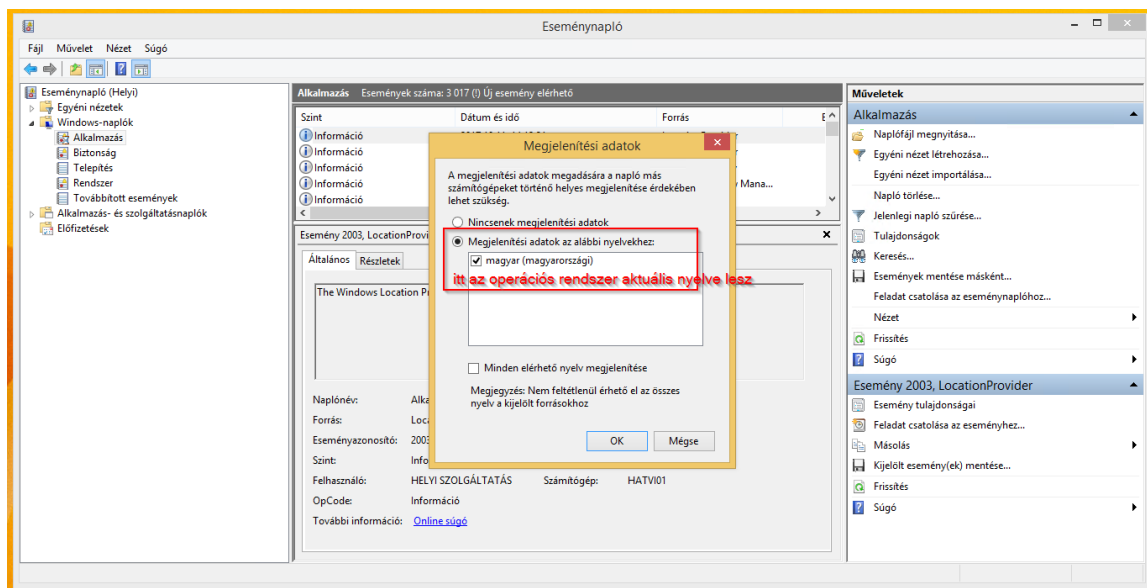 Eseménynapló
Fájl Művelet Nézet Súgó
Eseménynapló (Helyi)
Egyéni nézetek
Windows-naplók
Alkalmazás
Biztonság
Telepítés
Rendszer
Továbbított események
Alkalmazás- és szolgáltatásnaplók
Előfizetések
Alkalmazás Események száma: 3 017 (!) Új esemény elérhető
Szint Dátum és idő Forrás
Információ
Információ
Információ
Információ
Információ
Esemény 2003, LocationProvi
Általános Részletek
The Windows Location
Naplónév:
Forrás:
Eseményazonosító: 2003
Szint:
Felhasználó: HELYI SZOLGÁLTATÁS Számítógép: HATVI01
OpCode: Információ
További információ: Online súgó
Megjelenítési adatok
A megjelenítési adatok megadására a napló más
számítógépeket történő helyes megjelenítése érdekében
lehet szükség.
Nincsenek megjelenítési adatok
Megjelenítési adatok az alábbi nyelvekhez:
magyar (magyarországi)
itt az operációs rendszer aktuális nyelve lesz
Minden elérhető nyelv megjelenítése
Megjegyzés: Nem feltétlenül érhető el az összes
nyelv a kijelölt forrásokhoz
OK Mégse
Műveletek
Alkalmazás
Naplófájl megnyitása...
Egyéni nézet létrehozása...
Egyéni nézet importálása...
Napló törlése...
Jelenlegi napló szűrése...
Tulajdonságok
Keresés...
Események mentése másként...
Feladat csatolása az eseménynaplóhoz...
Nézet
Frissítés
Súgó
Esemény 2003, LocationProvider
Esemény tulajdonságai
Feladat csatolása az eseményhez...
Másolás
Kijelölt esemény(ek) mentése...
Frissítés
Súgó